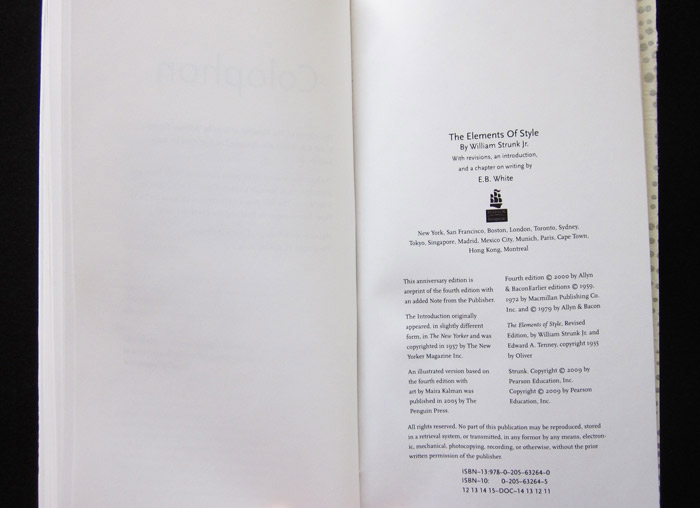 Colophon
The Elements Of Style
By William Strunk Jr.
With revisions, an introduction,
and a chapter on writing by
E.B. White
New York, San Francisco, Boston, London, Toronto, Sydney,
Tokyo, Singapore, Madrid, Mexico City, Munich, Paris, Cape Town,
Hong Kong, Montreal
This anniversary edition is
areprint of the fourth edition with
an added Note from the Publisher.
The Introduction originally
appeared, in slightly different
form, in The New Yorker and was
copyrighted in 1957 by The New
Yorker Magazine Inc.
An illustrated version based on
the fourth edition with
art by Maira Kalman was
published in 2005 by The
Penguin Press.
Fourth edition © 2000 by Allyn
& BaconEarlier editions © 1959,
1972 by Macmillan Publishing Co.
Inc. and © 1979 by Allyn & Bacon
The Elements of Style, Revised
Edition, by William Strunk Jr. and
Edward A. Tenney, copyright 1935
by Oliver
Strunk. Copyright © 2009 by
Pearson Education, Inc.
Copyright © 2009 by Pearson
Education, Inc.
All rights reserved. No part of this publication may be reproduced, stored
in a retrieval system, or transmitted, in any formor by any means, electron-
ic, mechanical, photocopying, recording, or otherwise, without the prior
written permission of the publisher.
ISBN-13:978-0-205-63264-0
ISBN-10: 0-205-63264-5
12 13 14 15-DOC-14 13 12 11